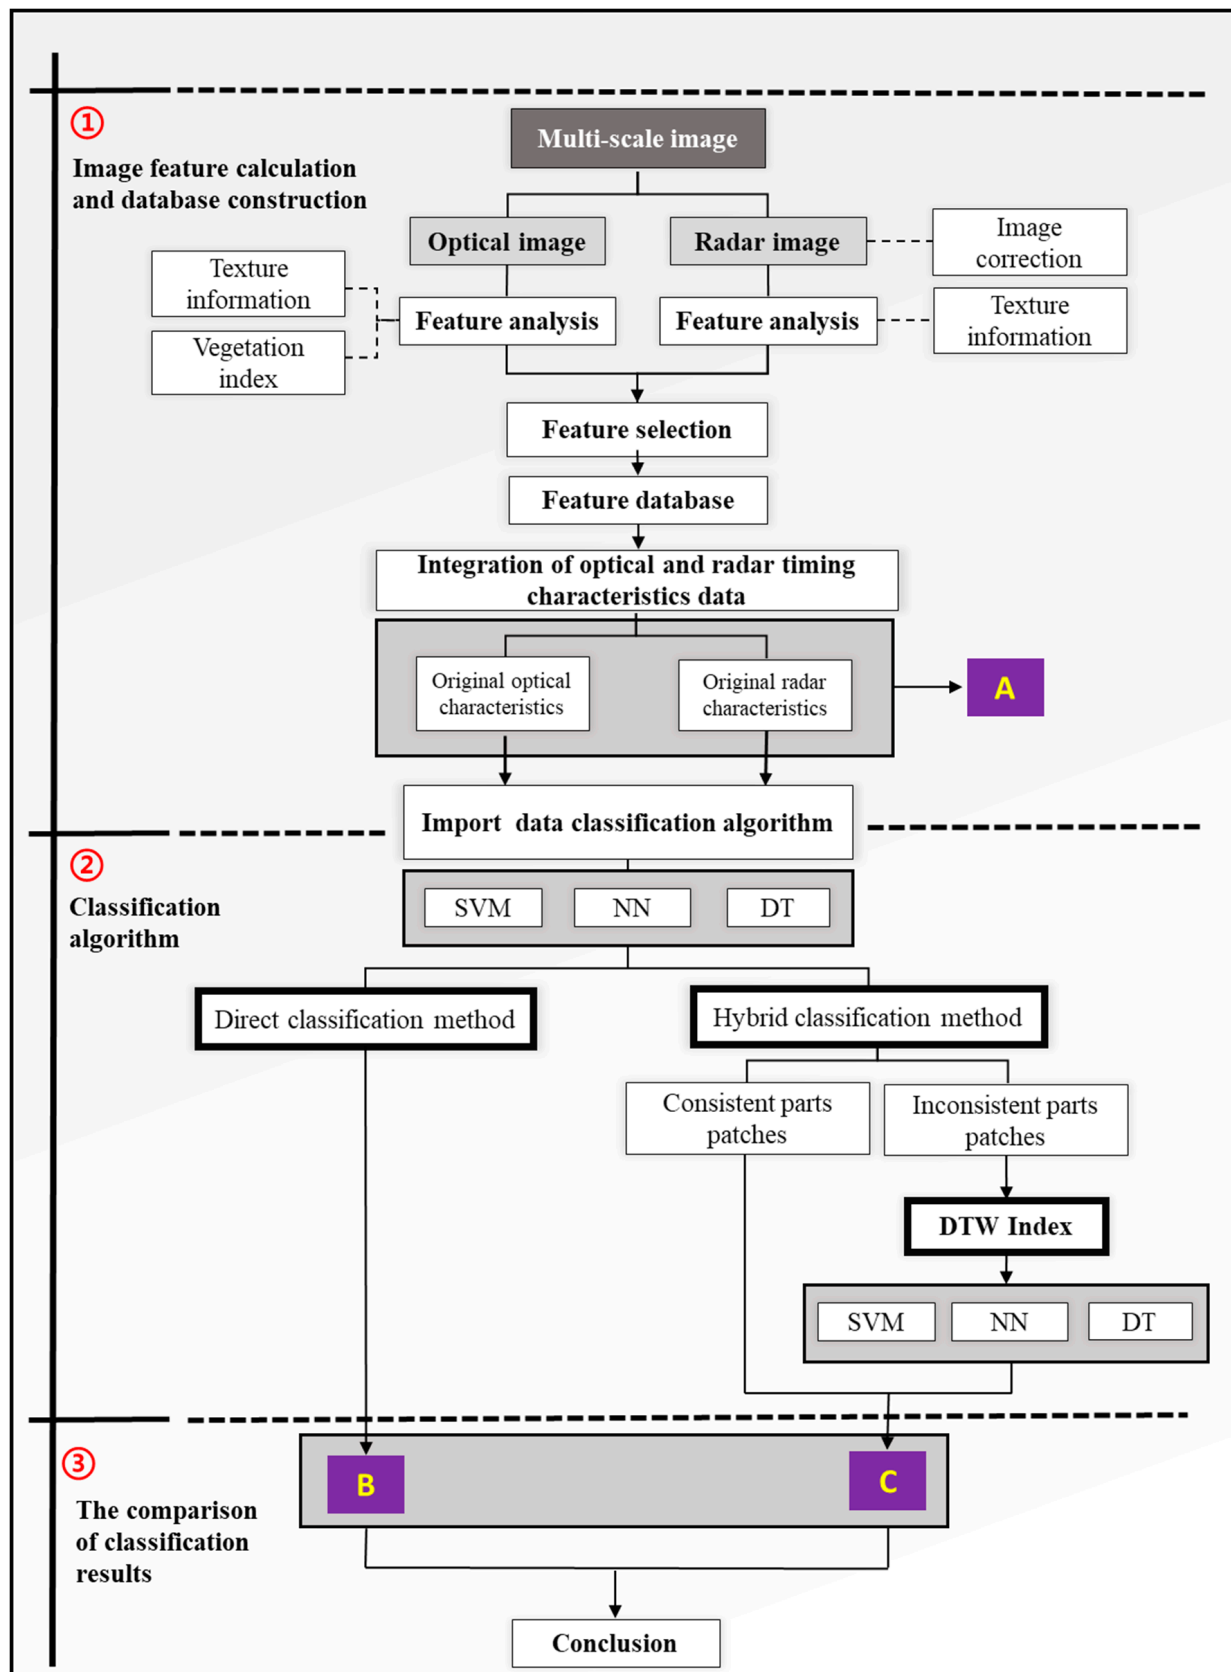 ①
Image feature calculation
and database construction
Multi-scale image
Optical image
Radar image
Image
correction
Texture
information
Vegetation
index
Feature analysis
Feature analysis
Texture
information
Feature selection
Feature database
Integration of optical and radar timing
characteristics data
Original optical
characteristics
Original radar
characteristics
A
Import data classification algorithm
②
Classification
algorithm
SVM
NN
DT
Direct classification method
Hybrid classification method
Consistent parts
patches
Inconsistent parts
patches
DTW Index
SVM
NN
DT
③
The comparison
of classification
results
B
C
Conclusion